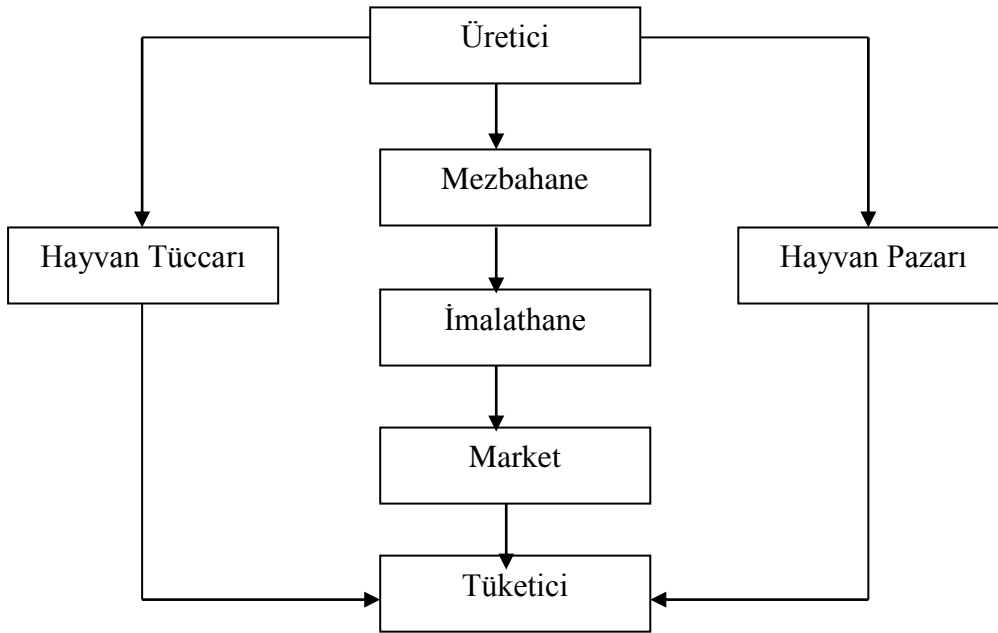 Üretici
Mezbahane
Hayvan Tüccarı
Hayvan Pazarı
İmalathane
Market
Tüketici